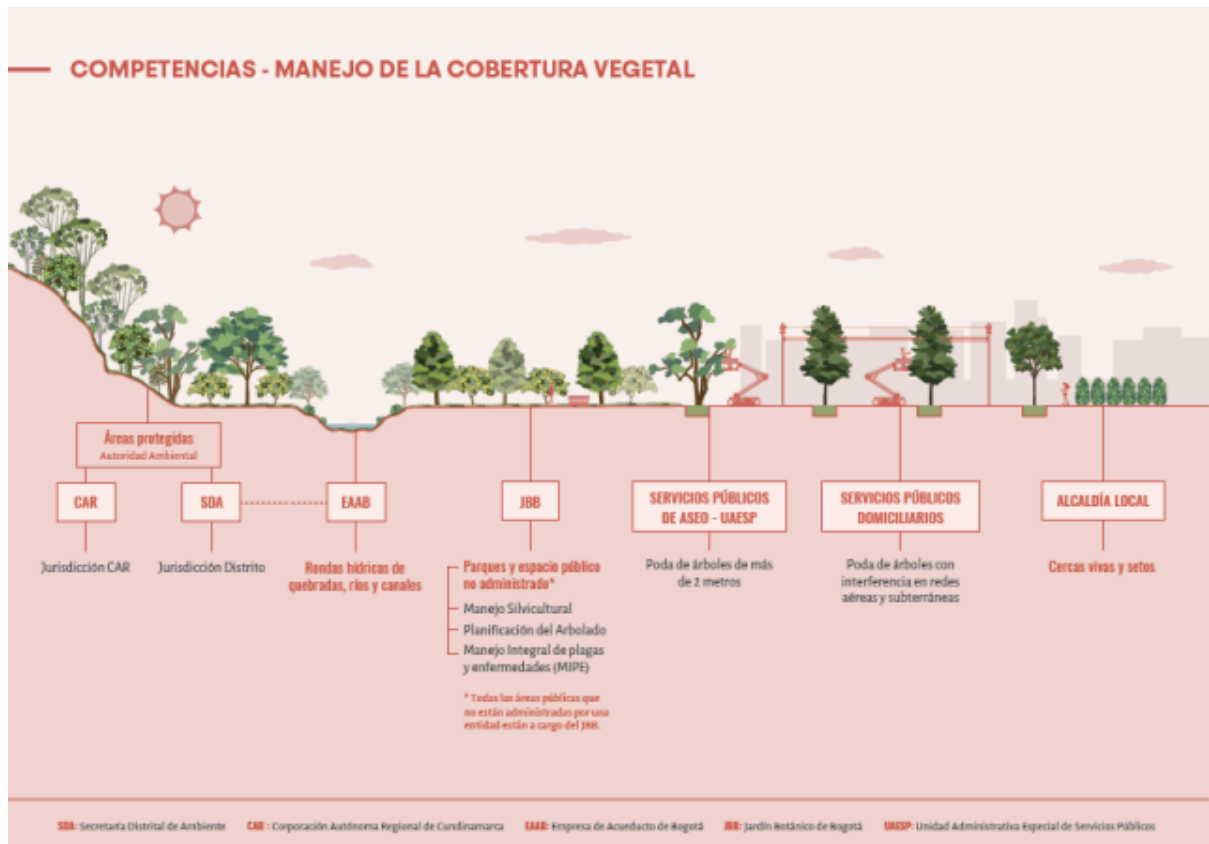 COMPETENCIAS - MANEJO DE LA COBERTURA VEGETAL
Áreas protegidas
Autoridad Ambiental
CAR
SDA
EAAB
JBB
SERVICIOS PÚBLICOS
DE ASEO - UAESP
SERVICIOS PÚBLICOS
DOMICILIARIOS
ALCALDÍA LOCAL
Jurisdicción CAR
Jurisdicción Distrito
Rondas hídricas de
quebradas, ríos y canales
Parques y espacio público
no administrado*
Manejo Silvicultural
Planificación del Arbolado
Manejo Integral de plagas
y enfermedades (MIPE)
* Todas las áreas públicas que
no están administradas por una
entidad están a cargo del JBB.
Poda de árboles de más
de 2 metros
Poda de árboles con
interferencia en redes
aéreas y subterráneas
Cercas vivas y setos
SDA: Secretaría Distrital de Ambiente CAR : Corporación Autónoma Regional de Cundinamarca EAAB: Empresa de Acueducto de Bogotá JBB: Jardín Botánico de Bogotá UAESP: Unidad Administrativa Especial de Servicios Públicos